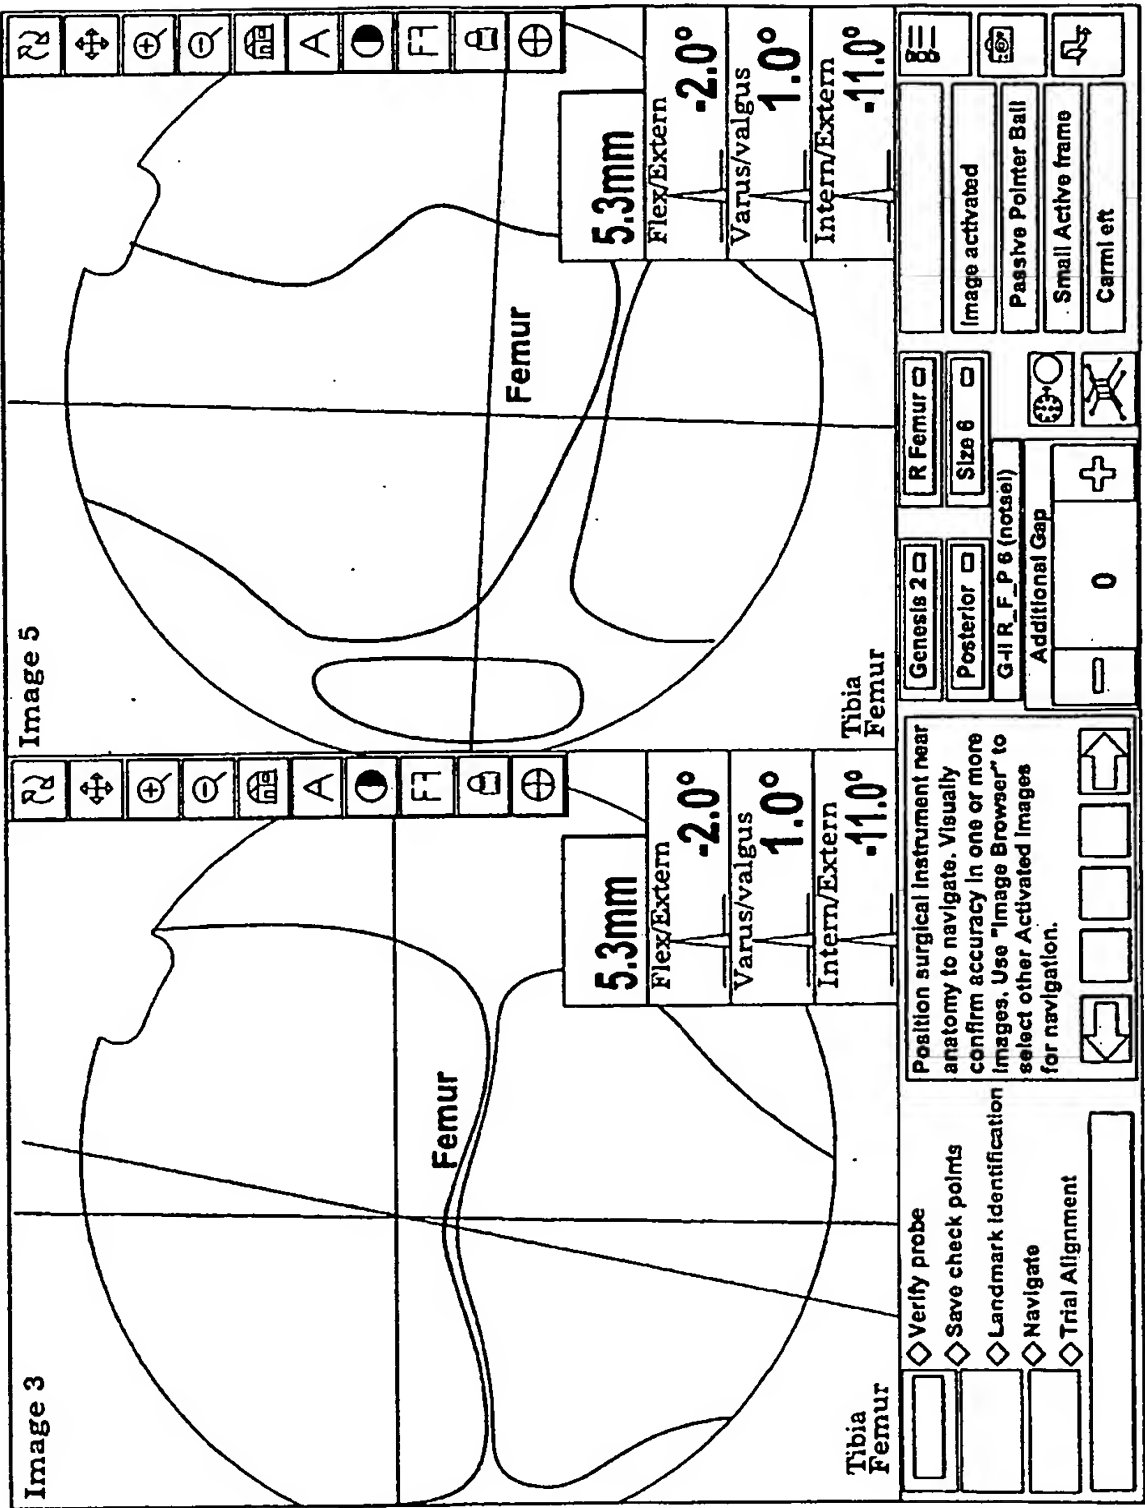 Image 3
A
Femur
5.3mm
Flex/Extern
-2.0°
Varus/valgus
1.0°
Intern/Extern
-11.0°
Tibia
Femur
Image 5
A
Femur
5.3mm
Flex/Extern
-2.0°
Varus/valgus
1.0°
Intern/Extern
-11.0°
Tibia
Femur
Verify probe
Save check points
Landmark Identification
Navigate
Trial Alignment
Position surgical instrument near
anatomy to navigate. Visually
confirm accuracy in one or more
images. Use "Image Browser" to
select other Activated images
for navigation.
Genesis 2
R Femur
Posterior
Size 6
G-II R_F_P 6 (notsel)
Additional Gap
0
Image activated
Passive Pointer Ball
Small Active frame
Carml eft